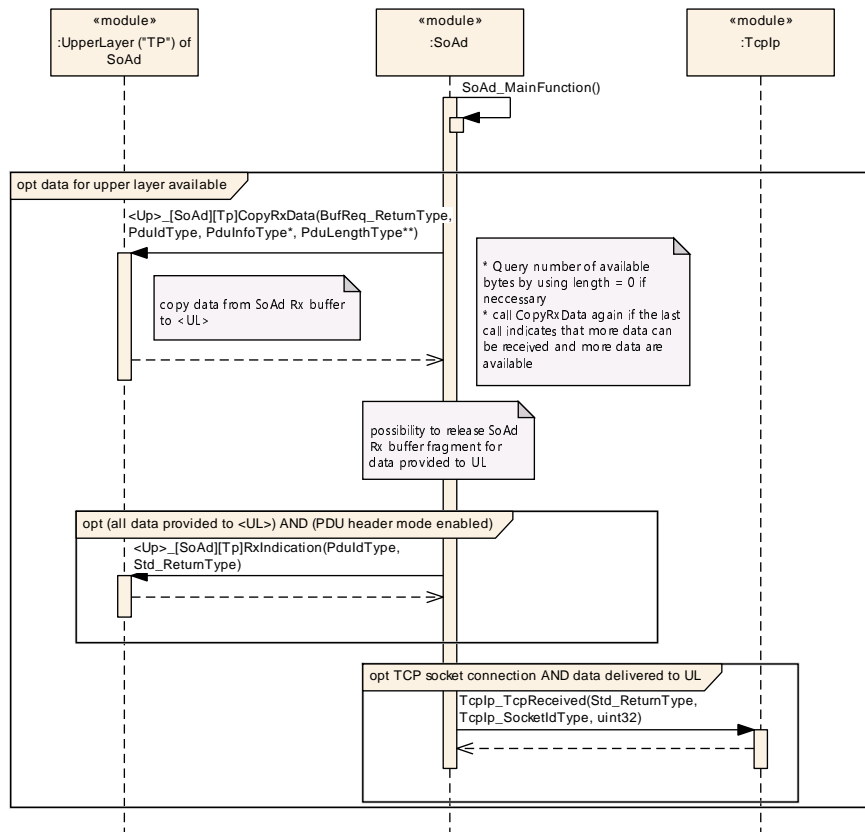 «module»
:UpperLayer ("TP") of
SoAd
«module»
:SoAd
«module»
:TcpIp
SoAd_MainFunction()
opt data for upper layer available
<Up>_[SoAd][Tp]CopyRxData(BufReq_ReturnType,
PduIdType, PduInfoType*, PduLengthType**)
copy data from SoAd Rx buffer
to <UL>
* Query number of available
bytes by using length = 0 if
neccessary
* call CopyRxData again if the last
call indicates that more data can
be received and more data are
available
possibility to release SoAd
Rx buffer fragment for
data provided to UL
opt (all data provided to <UL>) AND (PDU header mode enabled)
<Up>_[SoAd][Tp]RxIndication(PduIdType,
Std_ReturnType)
opt TCP socket connection AND data delivered to UL
TcpIp_TcpReceived(Std_ReturnType,
TcpIp_SocketIdType, uint32)